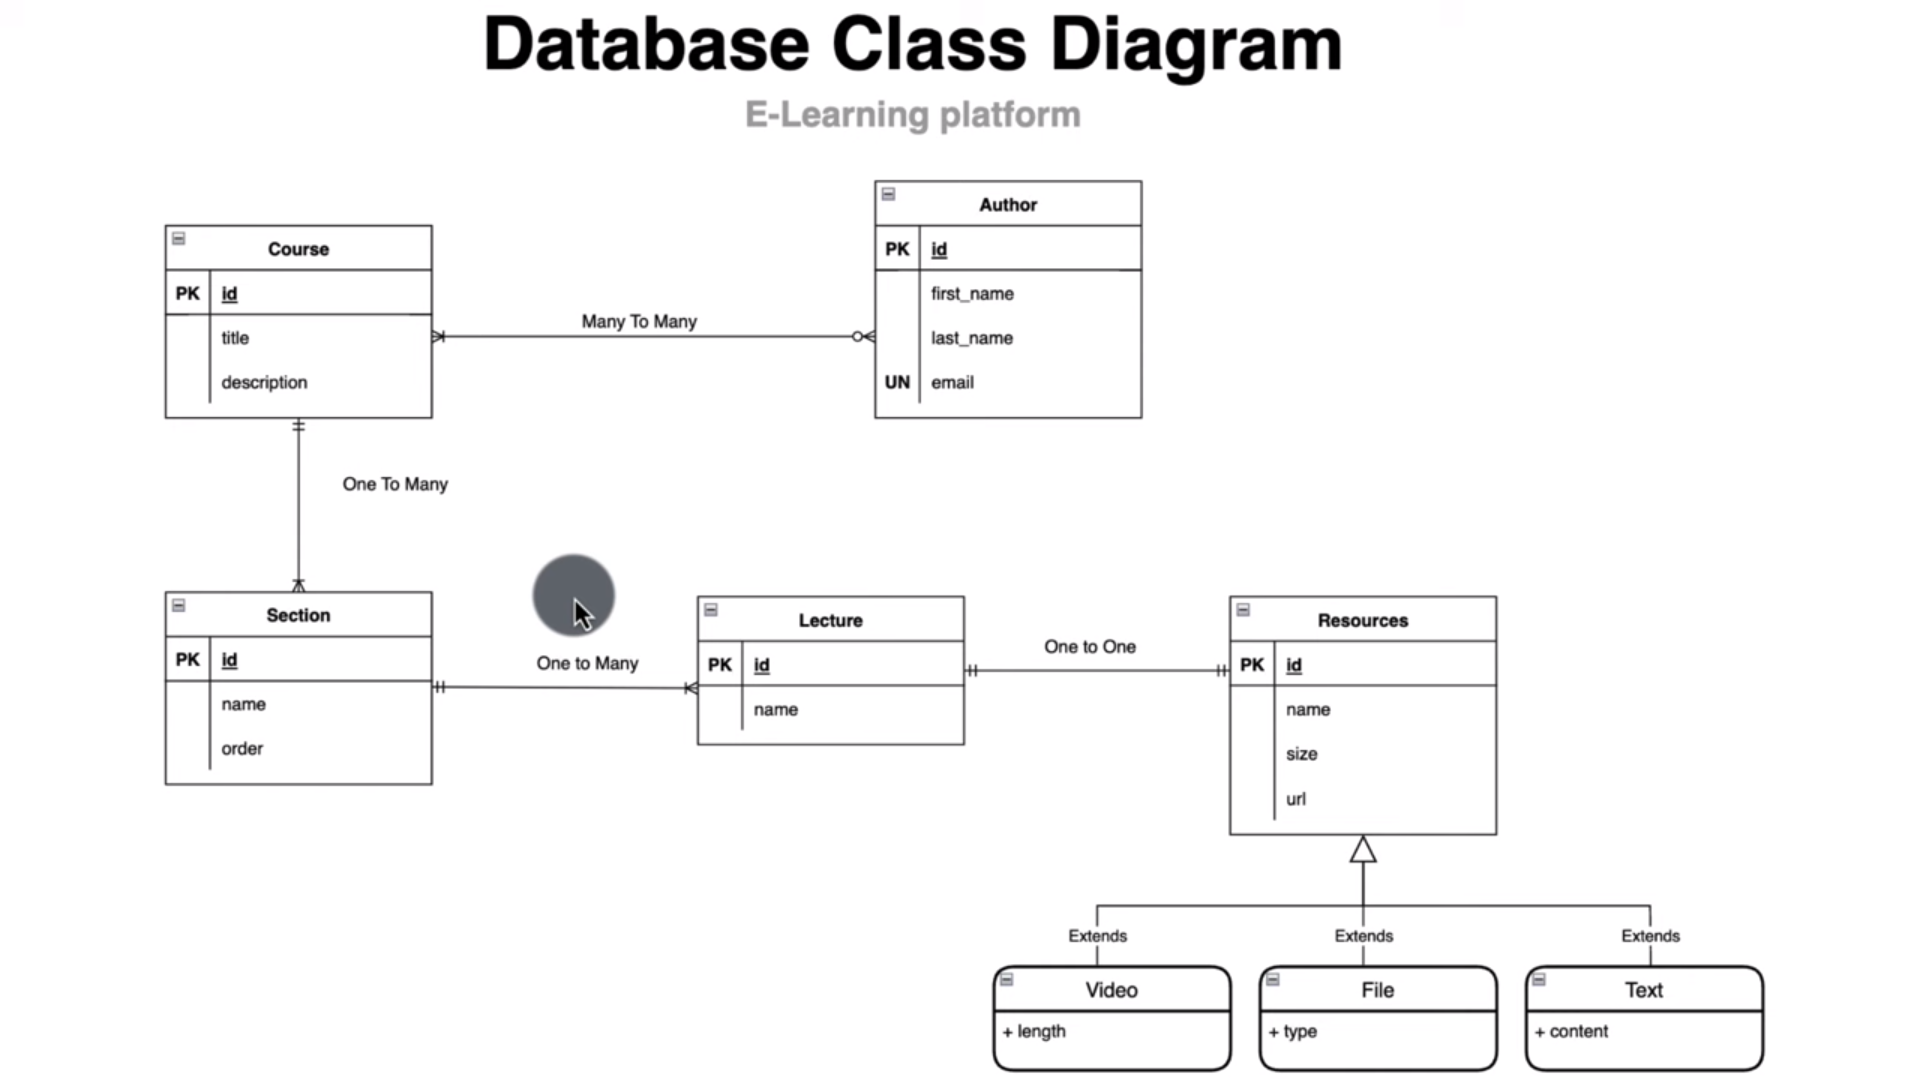 Database Class Diagram
E-Learning platform
Course
PK id
title
description
Many To Many
Author
PK id
first_name
last_name
UN email
One To Many
Section
PK id
name
order
One to Many
Lecture
PK id
name
One to One
Resources
PK id
name
size
url
Extends
Extends
Extends
Video
+ length
File
+ type
Text
+ content